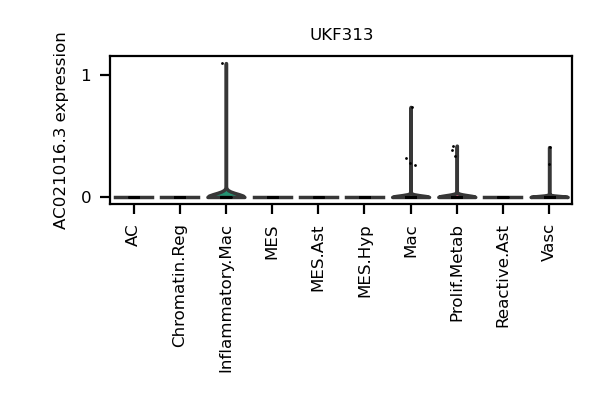 UKF313
AC021016.3 expression
1
0
AC
Chromatin.Reg
Inflammatory.Mac
MES
MES.Ast
MES.Hyp
Mac
Prolif.Metab
Reactive.Ast
Vasc